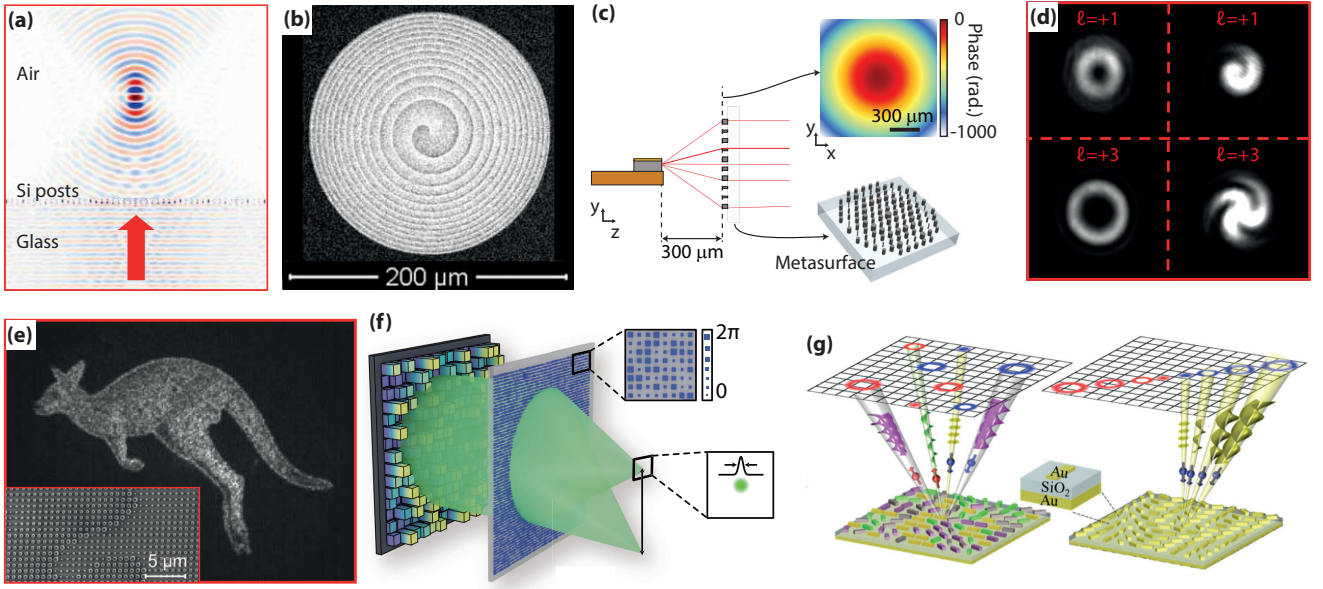 (a)
Air
Si posts
Glass
(b)
200 µm
(c)
y
z
300 µm
0
-1000
Phase (rad.)
300 µm
y
x
Metasurface
(d)
ℓ=+1
ℓ=+1
ℓ=+3
ℓ=+3
(e)
5 µm
(f)
2π
0
(g)
Au
SiO₂
Au